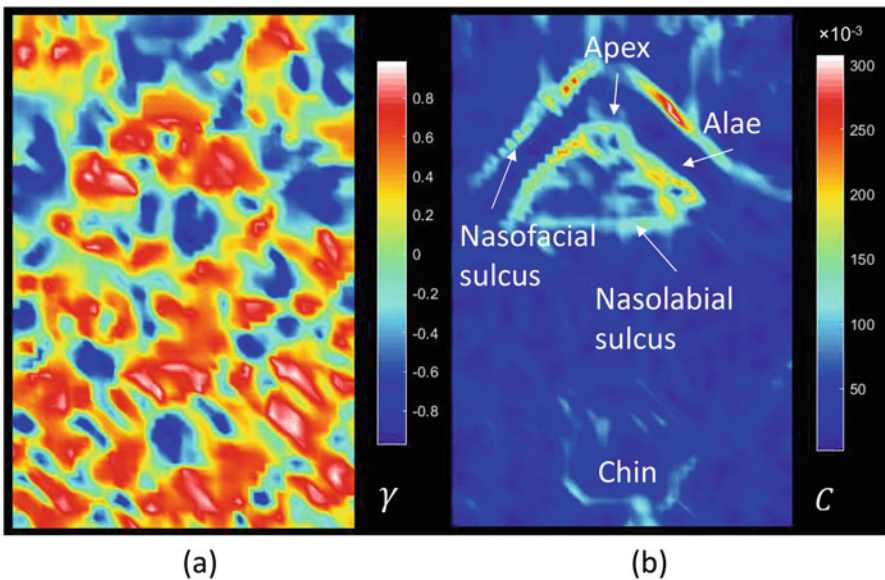 0.8
0.6
0.4
0.2
0
-0.2
-0.4
-0.6
-0.8
γ
(a)
×10⁻³
300
250
200
150
100
50
C
Apex
Alae
Nasofacial
sulcus
Nasolabial
sulcus
Chin
(b)